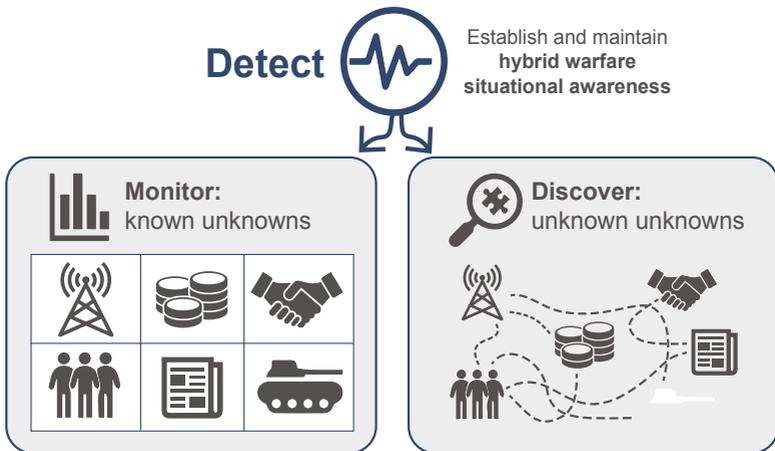 Detect
Establish and maintain
hybrid warfare
situational awareness
Monitor:
known unknowns
Discover:
unknown unknowns